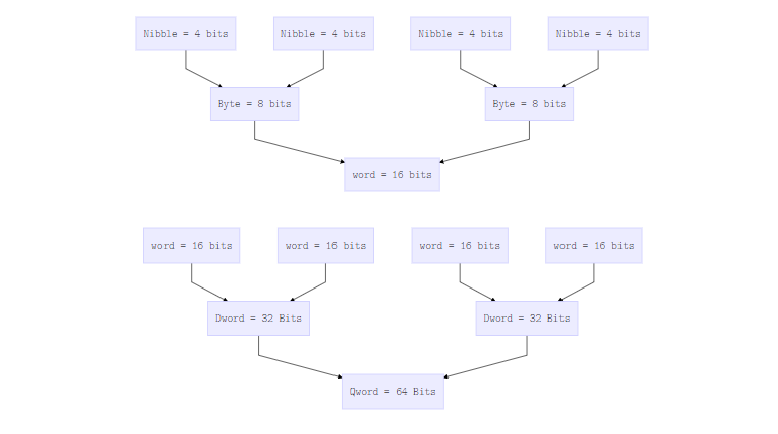 Nibble = 4 bits
Nibble = 4 bits
Nibble = 4 bits
Nibble = 4 bits
Byte = 8 bits
Byte = 8 bits
word = 16 bits
word = 16 bits
word = 16 bits
word = 16 bits
word = 16 bits
Dword = 32 Bits
Dword = 32 Bits
Qword = 64 Bits